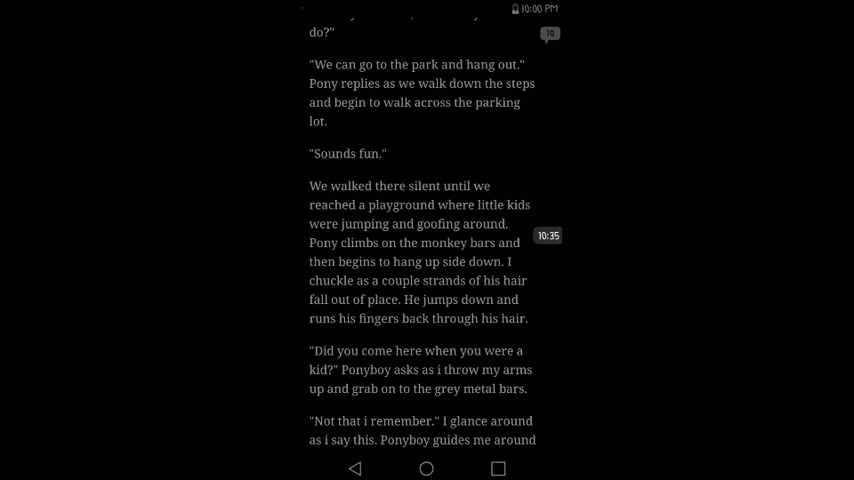 10:00 PM
do?"
10
"We can go to the park and hang out."
Pony replies as we walk down the steps
and begin to walk across the parking
lot.
"Sounds fun."
We walked there silent until we
reached a playground where little kids
were jumping and goofing around.
Pony climbs on the monkey bars and
10:35
then begins to hang up side down. I
chuckle as a couple strands of his hair
fall out of place. He jumps down and
runs his fingers back through his hair.
"Did you come here when you were a
kid?" Ponyboy asks as i throw my arms
up and grab on to the grey metal bars.
"Not that i remember." I glance around
as i say this. Ponyboy guides me around